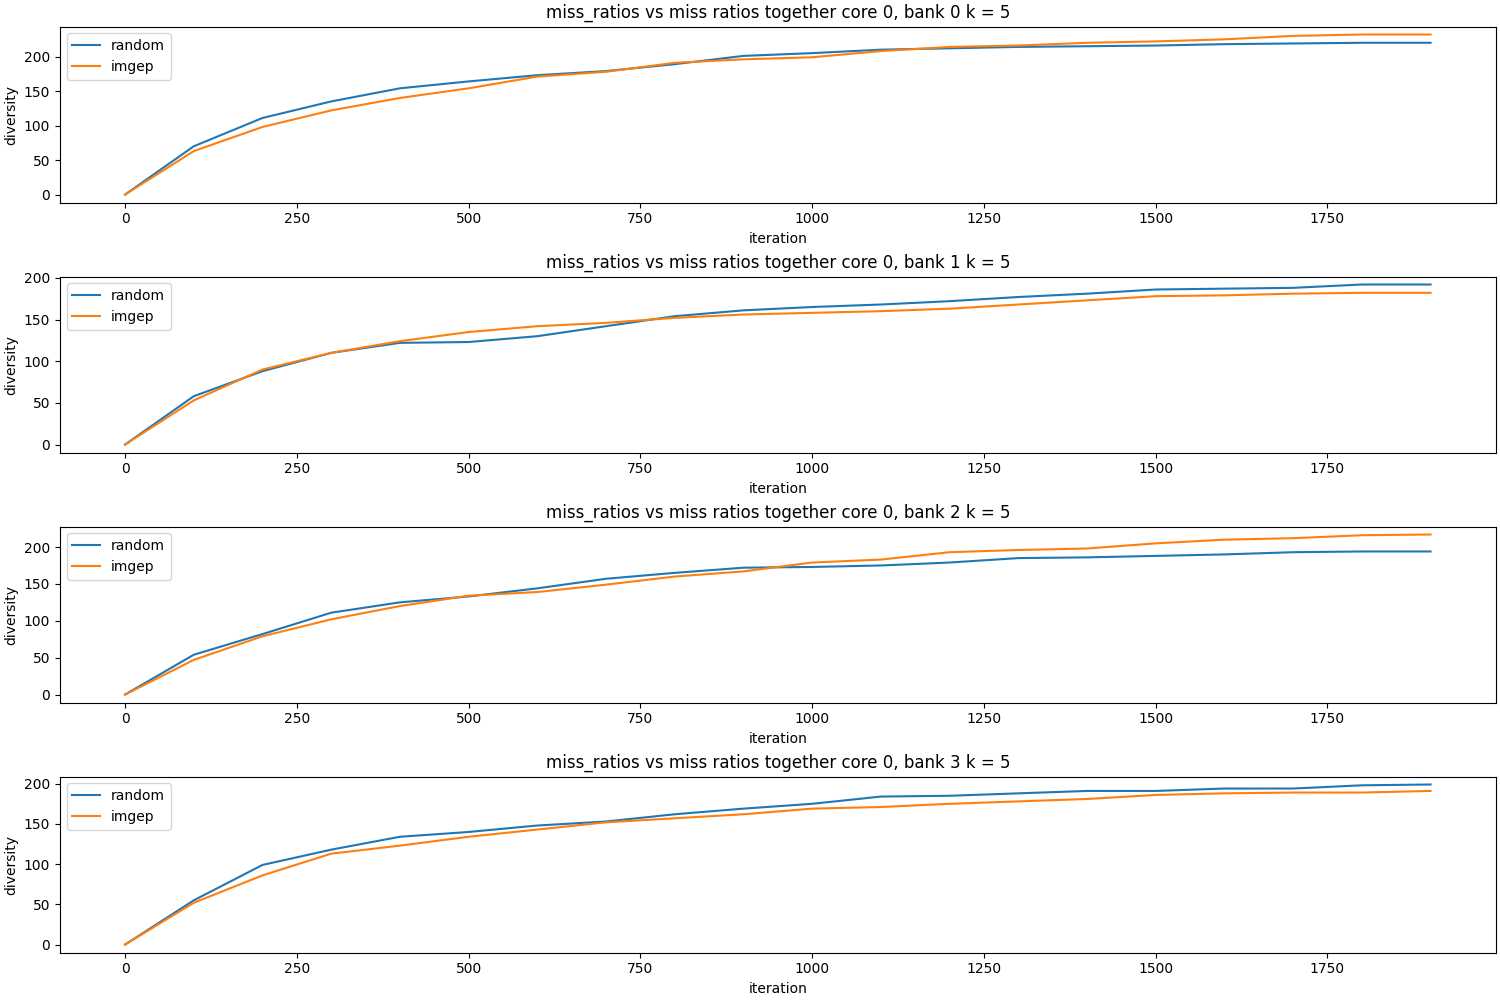 miss_ratios vs miss ratios together core 0, bank 0 k = 5
random
imgep
diversity
200
150
100
50
0
0 250 500 750 1000 1250 1500 1750
iteration
miss_ratios vs miss ratios together core 0, bank 1 k = 5
random
imgep
diversity
200
150
100
50
0
0 250 500 750 1000 1250 1500 1750
iteration
miss_ratios vs miss ratios together core 0, bank 2 k = 5
random
imgep
diversity
200
150
100
50
0
0 250 500 750 1000 1250 1500 1750
iteration
miss_ratios vs miss ratios together core 0, bank 3 k = 5
random
imgep
diversity
200
150
100
50
0
0 250 500 750 1000 1250 1500 1750
iteration